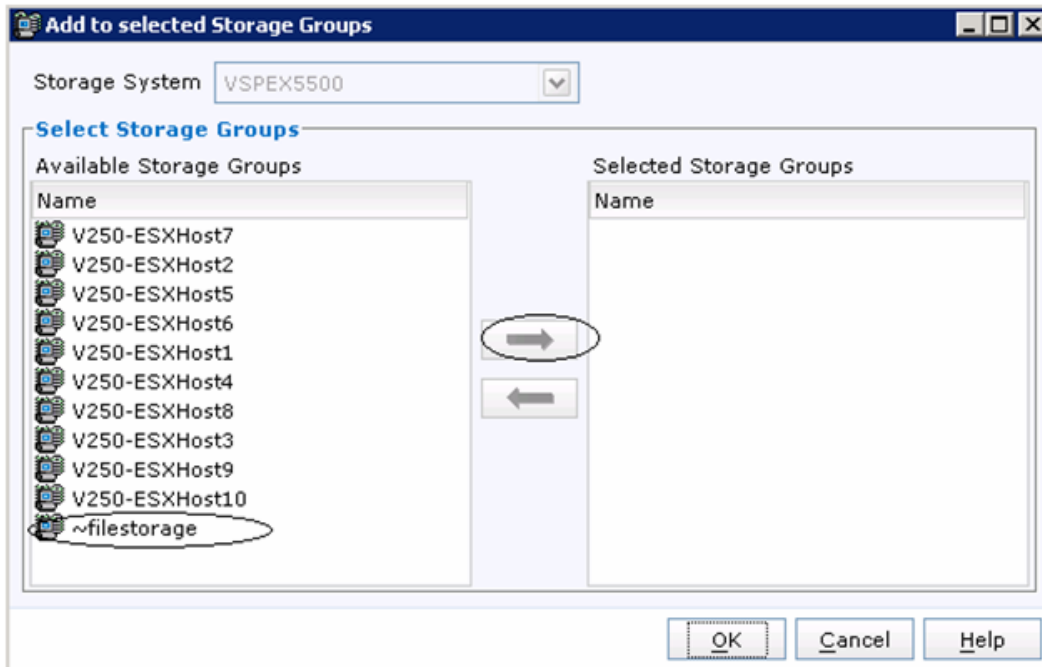 Add to selected Storage Groups
Storage System VSPEX5500
Select Storage Groups
Available Storage Groups
Name
V250-ESXHost7
V250-ESXHost2
V250-ESXHost5
V250-ESXHost6
V250-ESXHost1
V250-ESXHost4
V250-ESXHost8
V250-ESXHost3
V250-ESXHost9
V250-ESXHost10
~filestorage
Selected Storage Groups
Name
OK Cancel Help